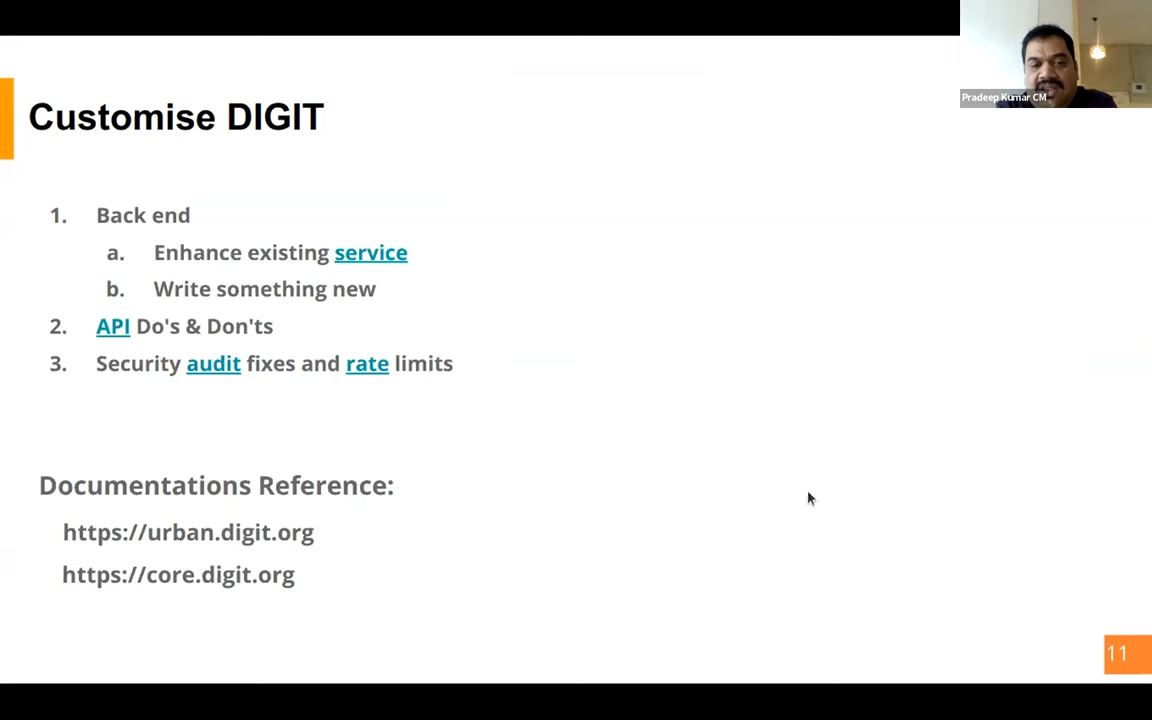 Pradeep Kumar CM
Customise DIGIT
1. Back end
a. Enhance existing service
b. Write something new
2. API Do's & Don'ts
3. Security audit fixes and rate limits
Documentations Reference:
https://urban.digit.org
https://core.digit.org
11